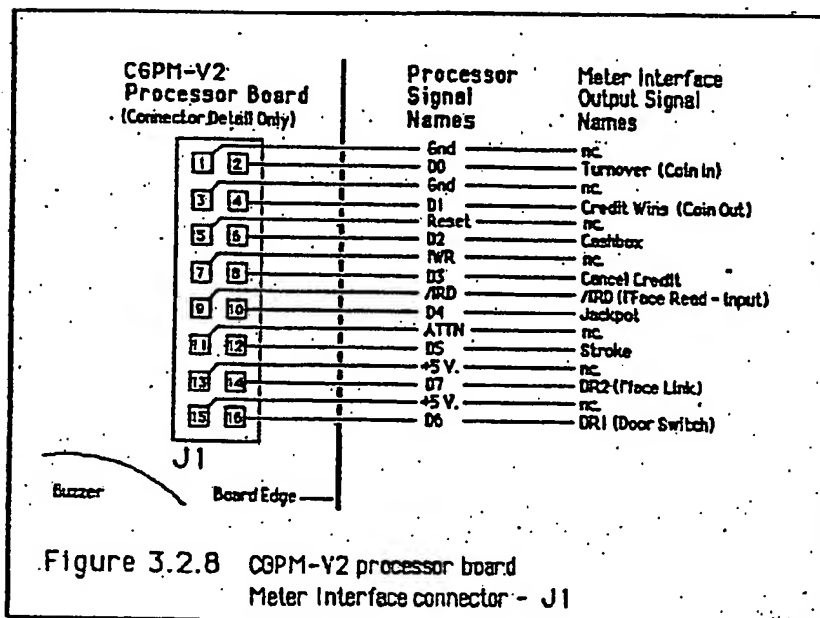 CGPM-V2 Processor Meter Interface
Processor Board Signal Output Signal
(Connector Detail Only) Names Names
Gnd nc.
1 2 D0 Turnover (Coin In)
Gnd nc.
3 4 D1 Credit Wins (Coin Out)
Reset nc.
5 6 D2 Cashbox
IWR nc.
7 8 D3 Cancel Credit
/IRD /IRD (I'face Read - Input)
9 10 D4 Jackpot
ATTN nc.
11 12 D5 Stroke
+5 V. nc.
13 14 D7 DR2 (I'face Link)
+5 V. nc.
15 16 D6 DR1 (Door Switch)
J1
Buzzer Board Edge
Figure 3.2.8 CGPM-V2 processor board
Meter Interface connector - J1